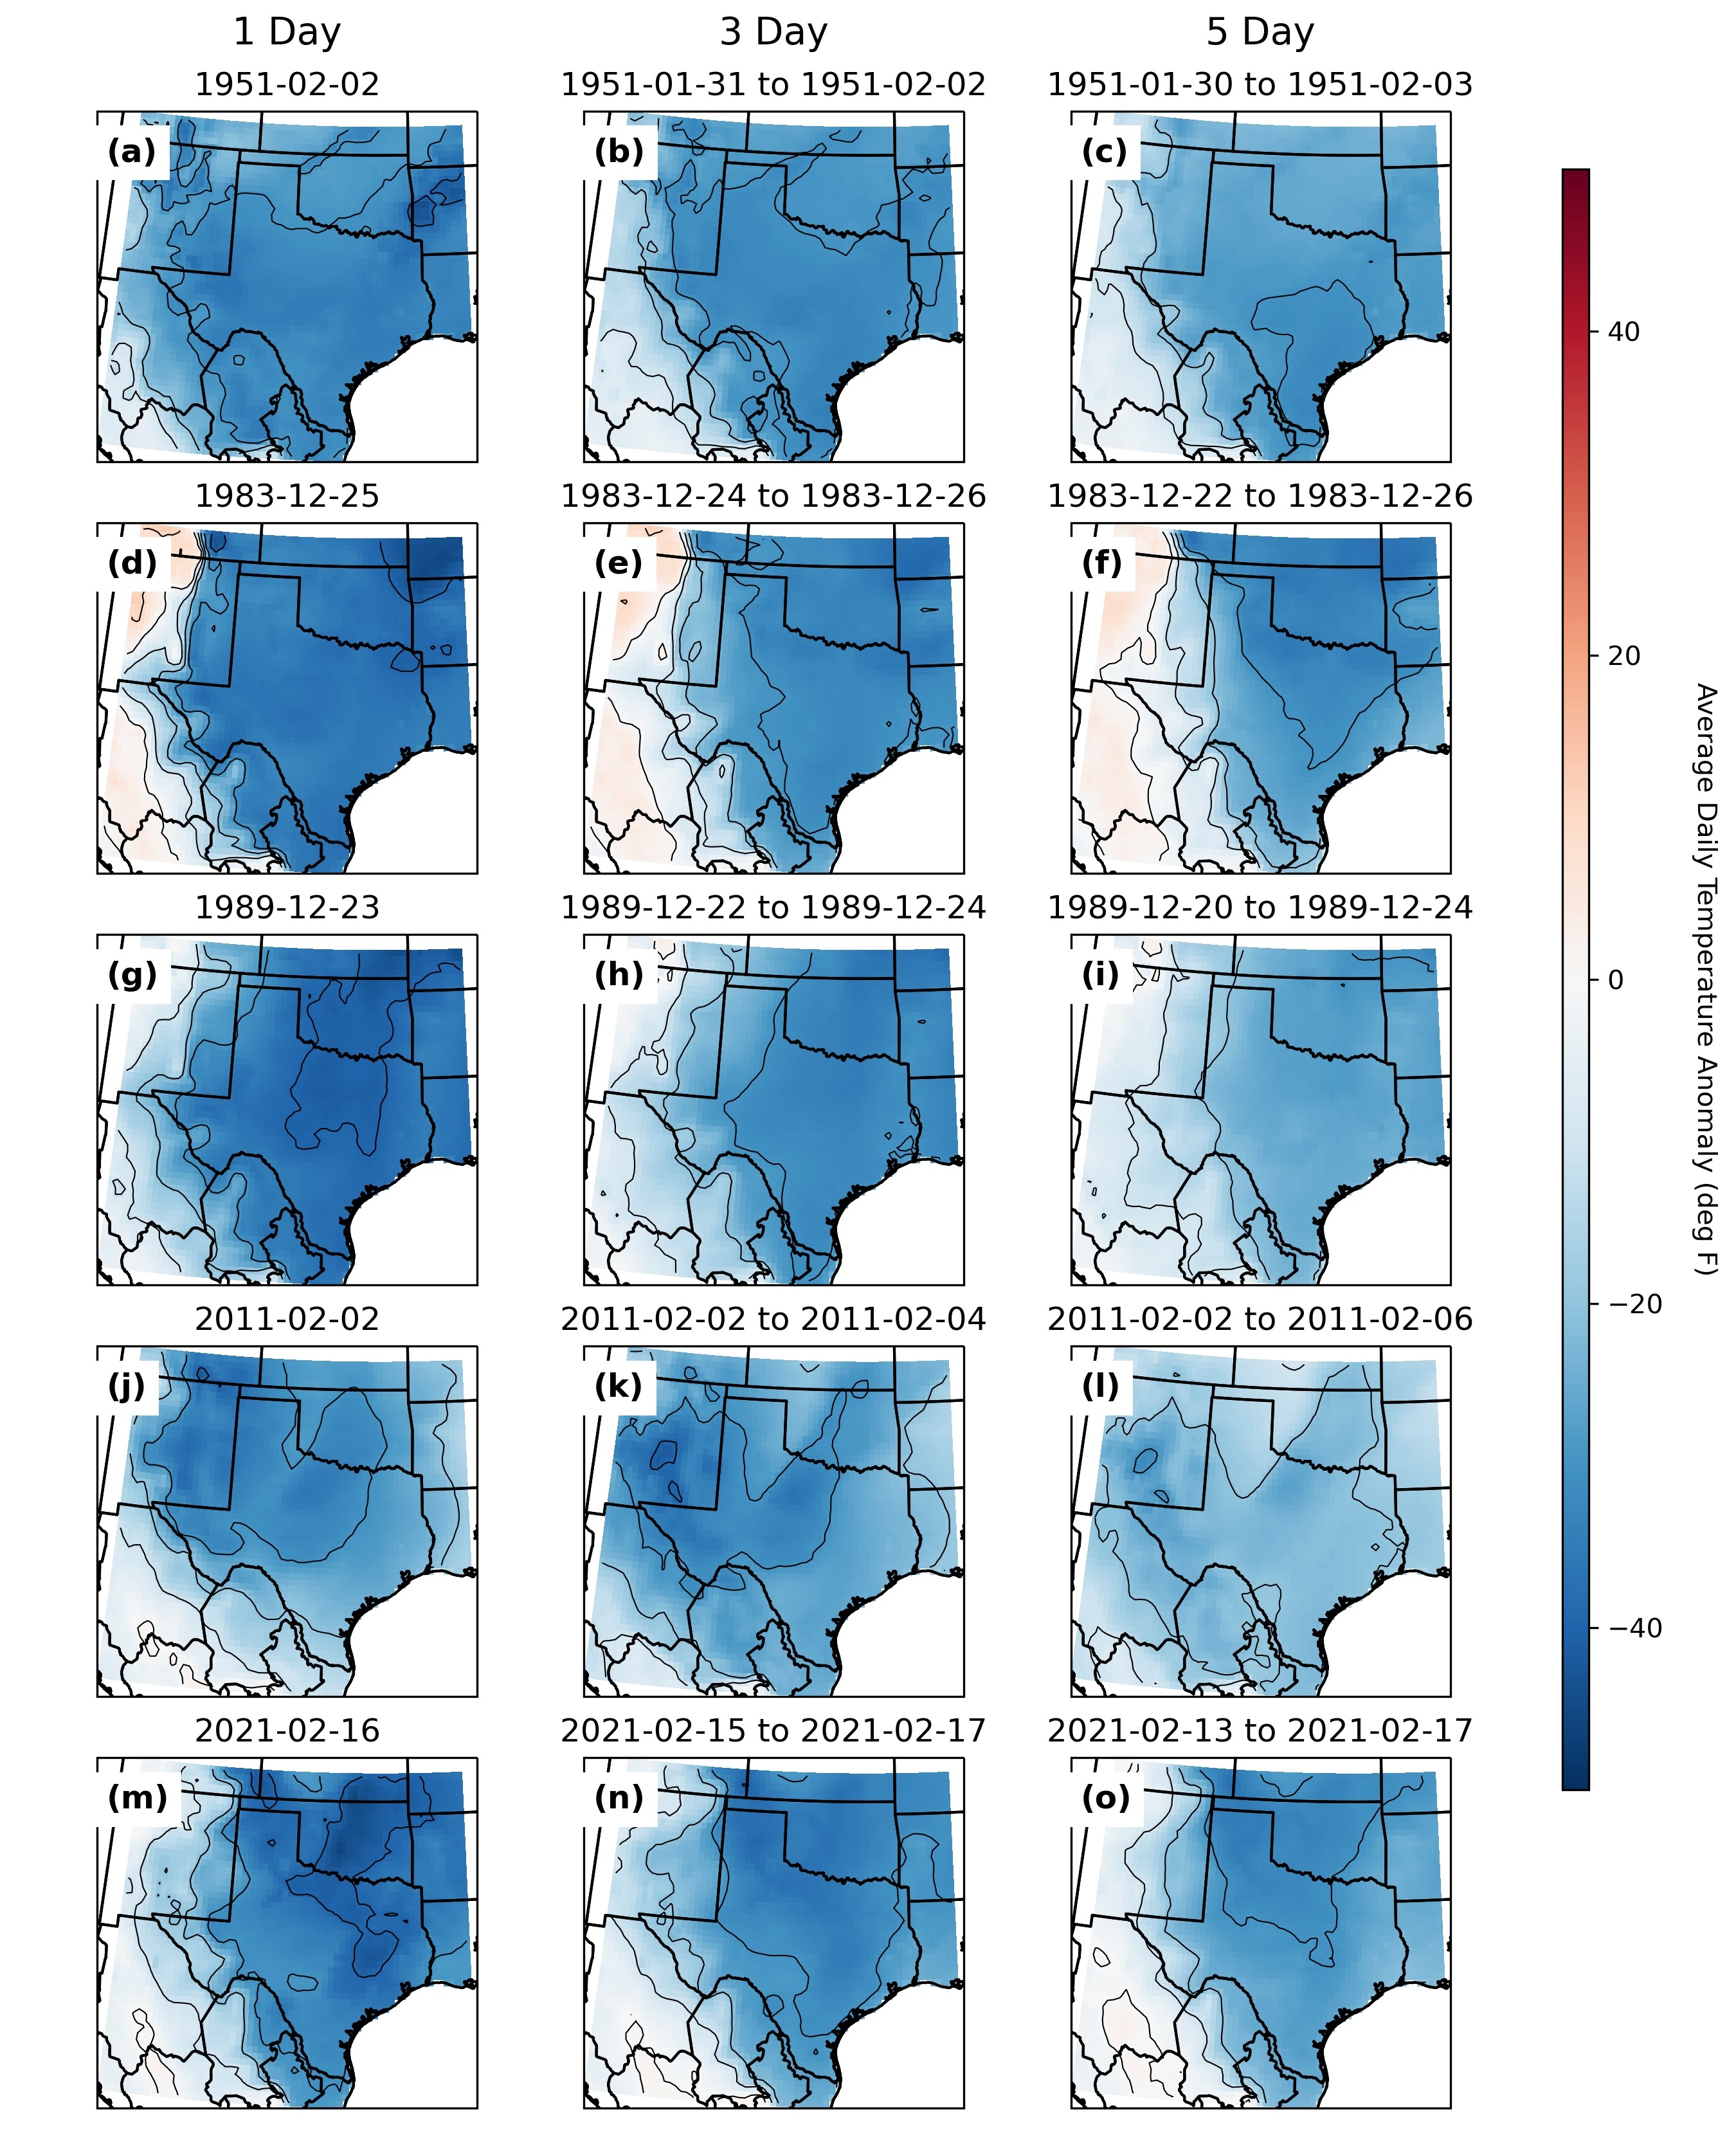 1 Day
3 Day
5 Day
1951-02-02
1951-01-31 to 1951-02-02
1951-01-30 to 1951-02-03
(a)
(b)
(c)
1983-12-25
1983-12-24 to 1983-12-26
1983-12-22 to 1983-12-26
(d)
(e)
(f)
1989-12-23
1989-12-22 to 1989-12-24
1989-12-20 to 1989-12-24
(g)
(h)
(i)
2011-02-02
2011-02-02 to 2011-02-04
2011-02-02 to 2011-02-06
(j)
(k)
(l)
2021-02-16
2021-02-15 to 2021-02-17
2021-02-13 to 2021-02-17
(m)
(n)
(o)
40
20
0
−20
−40
Average Daily Temperature Anomaly (deg F)